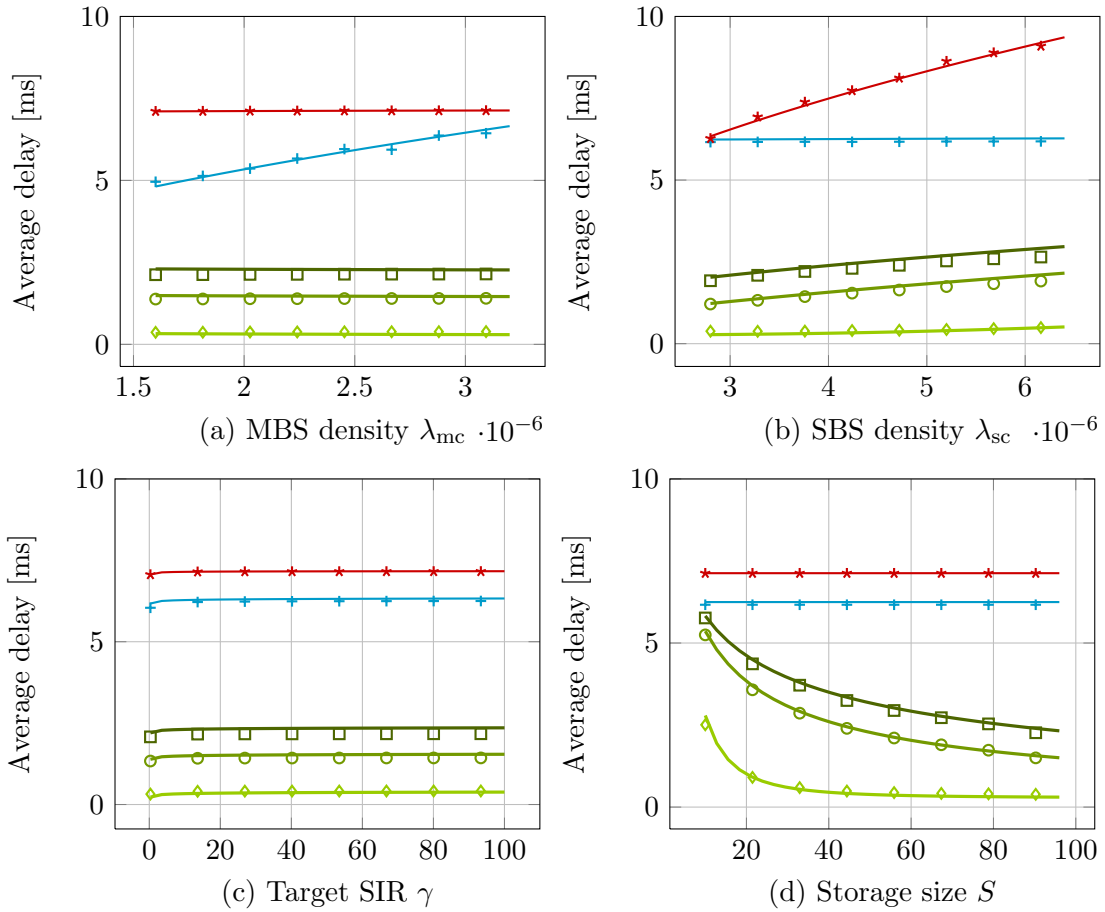 10
5
0
Average delay [ms]
1.5 2 2.5 3
(a) MBS density λmc ·10−6
10
5
0
Average delay [ms]
3 4 5 6
(b) SBS density λsc ·10−6
10
5
0
Average delay [ms]
0 20 40 60 80 100
(c) Target SIR γ
10
5
0
Average delay [ms]
20 40 60 80 100
(d) Storage size S